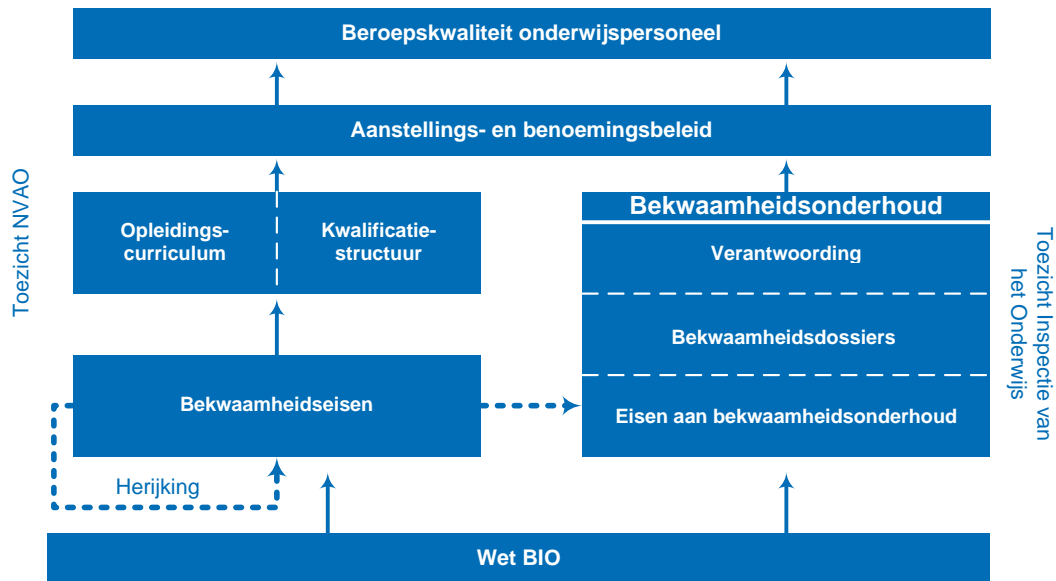 Beroepskwaliteit onderwijspersoneel
Aanstellings- en benoemingsbeleid
Toezicht NVAO
Opleidings-
curriculum
Kwalificatie-
structuur
Bekwaamheidsonderhoud
Verantwoording
Bekwaamheidsdossiers
Eisen aan bekwaamheidsonderhoud
Toezicht Inspectie van
het Onderwijs
Bekwaamheidseisen
Herijking
Wet BIO